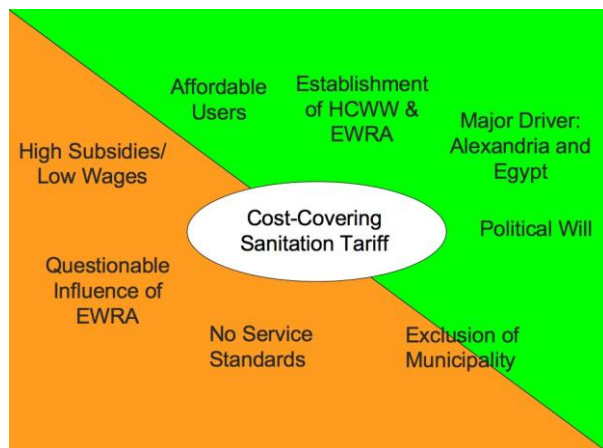 Affordable
Users
Establishment
of HCWW &
EWRA
Major Driver:
Alexandria and
Egypt
High Subsidies/
Low Wages
Cost-Covering
Sanitation Tariff
Political Will
Questionable
Influence of
EWRA
No Service
Standards
Exclusion of
Municipality